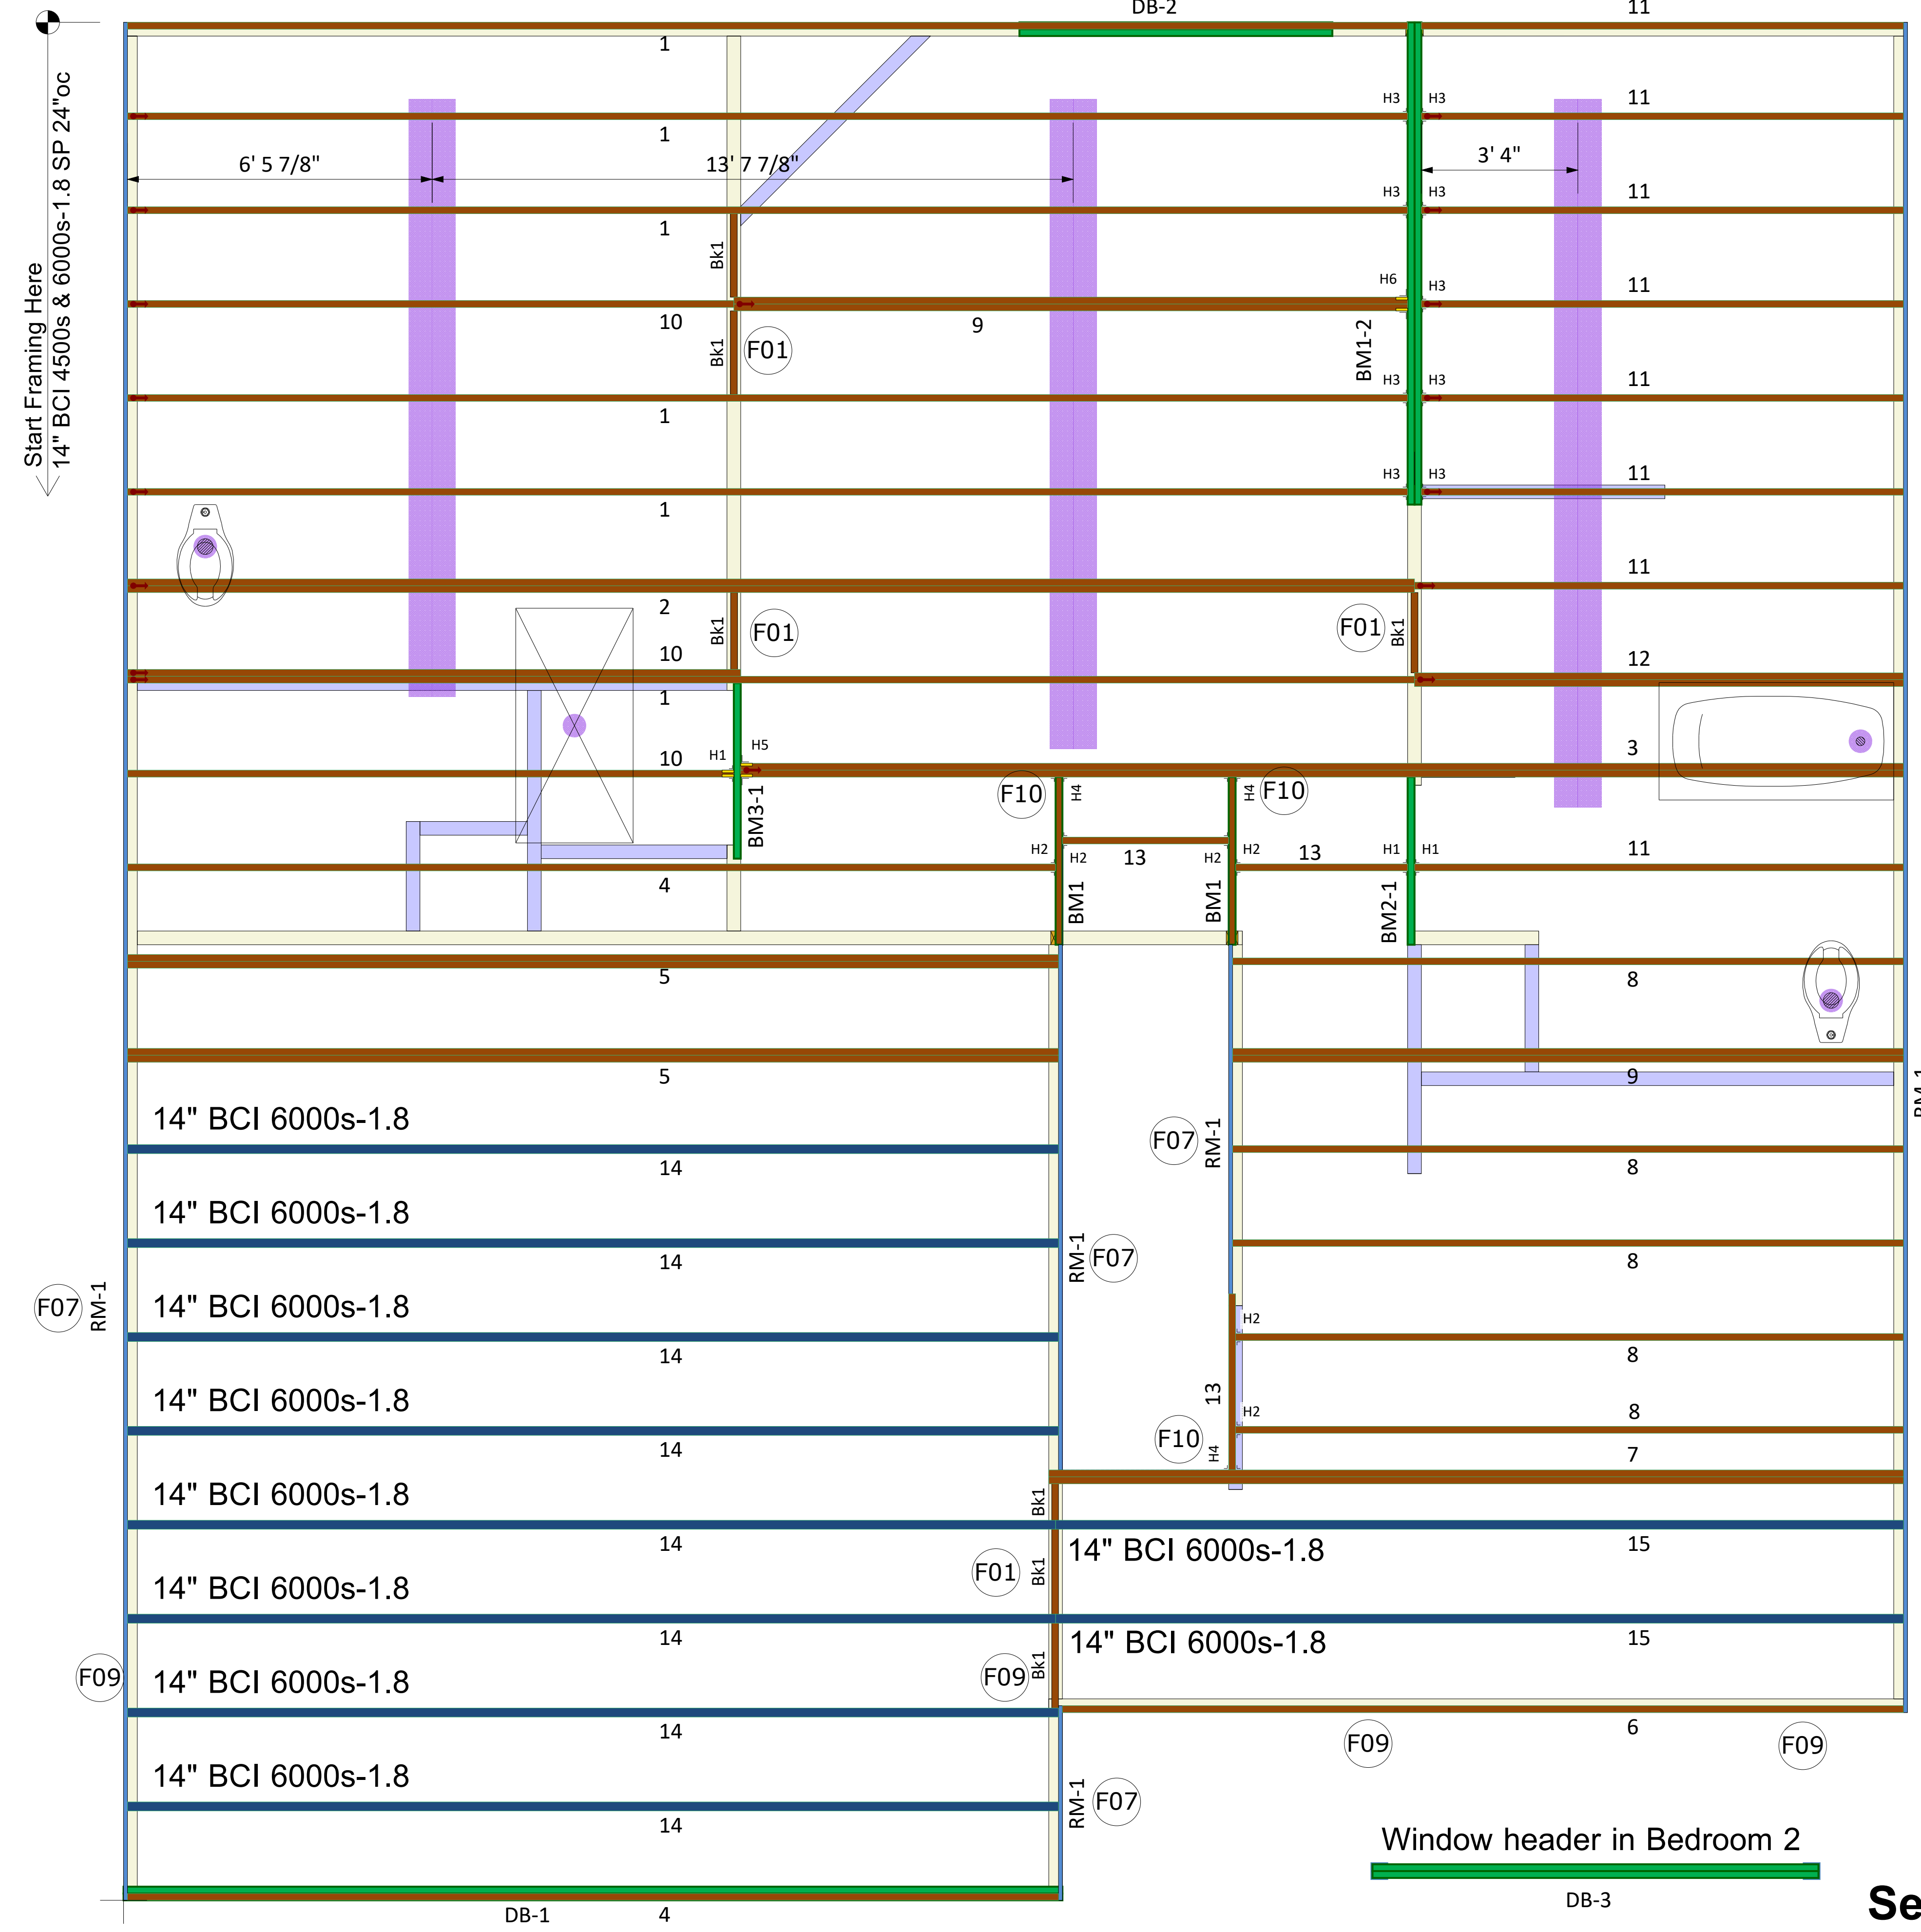 DB-2
11
1
H3 H3
11
1
6' 5 7/8"
13' 7 7/8"
3' 4"
H3 H3
11
1
Start Framing Here
14" BCI 4500s & 6000s-1.8 SP 24"oc
Bk1
H6 H3
11
10
9
Bk1
F01
BM1-2
H3 H3
11
1
H3 H3
11
1
11
2
Bk1
F01
F01
Bk1
10
12
1
H5
3
H1
10
BM3-1
F10
H4
H4
F10
H2
H2
13
H2
H2
13
H1 H1
11
4
BM1
BM1
BM2-1
5
8
5
9
14" BCI 6000s-1.8
F07
RM-1
14
8
14" BCI 6000s-1.8
RM-1
F07
14
8
F07
RM-1
14" BCI 6000s-1.8
H2
14
8
14" BCI 6000s-1.8
13
H2
8
F10
H4
14
7
14" BCI 6000s-1.8
Bk1
14
14" BCI 6000s-1.8
15
F01
Bk1
14" BCI 6000s-1.8
14
14" BCI 6000s-1.8
15
F09
14" BCI 6000s-1.8
F09
Bk1
14
6
F09
F09
14" BCI 6000s-1.8
RM-1
F07
14
Window header in Bedroom 2
DB-3
DB-1
4
Se